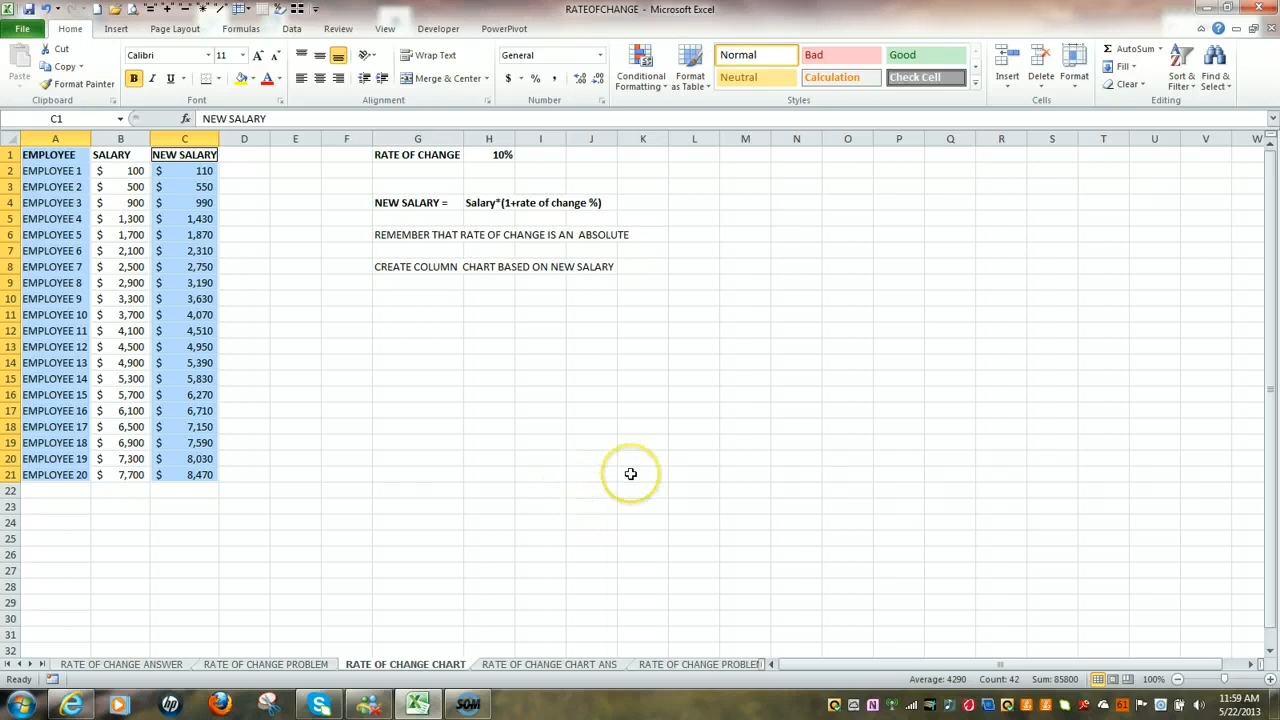 RATEOFCHANGE - Microsoft Excel
File Home Insert Page Layout Formulas Data Review View Developer PowerPivot
Paste
Cut
Copy
Format Painter
Clipboard
Calibri 11
B I U
Font
Wrap Text
Merge & Center
Alignment
General
$ % ,
Number
Conditional Formatting
Format as Table
Normal Bad Good
Neutral Calculation Check Cell
Styles
Insert Delete Format
Cells
AutoSum
Fill
Clear
Sort & Filter
Find & Select
Editing
C1 fx NEW SALARY
A B C D E F G H I J K L M N O P Q R S T U V W
1 EMPLOYEE SALARY NEW SALARY RATE OF CHANGE 10%
2 EMPLOYEE 1 $ 100 $ 110
3 EMPLOYEE 2 $ 500 $ 550
4 EMPLOYEE 3 $ 900 $ 990 NEW SALARY = Salary*(1+rate of change %)
5 EMPLOYEE 4 $ 1,300 $ 1,430
6 EMPLOYEE 5 $ 1,700 $ 1,870 REMEMBER THAT RATE OF CHANGE IS AN ABSOLUTE
7 EMPLOYEE 6 $ 2,100 $ 2,310
8 EMPLOYEE 7 $ 2,500 $ 2,750 CREATE COLUMN CHART BASED ON NEW SALARY
9 EMPLOYEE 8 $ 2,900 $ 3,190
10 EMPLOYEE 9 $ 3,300 $ 3,630
11 EMPLOYEE 10 $ 3,700 $ 4,070
12 EMPLOYEE 11 $ 4,100 $ 4,510
13 EMPLOYEE 12 $ 4,500 $ 4,950
14 EMPLOYEE 13 $ 4,900 $ 5,390
15 EMPLOYEE 14 $ 5,300 $ 5,830
16 EMPLOYEE 15 $ 5,700 $ 6,270
17 EMPLOYEE 16 $ 6,100 $ 6,710
18 EMPLOYEE 17 $ 6,500 $ 7,150
19 EMPLOYEE 18 $ 6,900 $ 7,590
20 EMPLOYEE 19 $ 7,300 $ 8,030
21 EMPLOYEE 20 $ 7,700 $ 8,470
22
23
24
25
26
27
28
29
30
31
32
RATE OF CHANGE ANSWER RATE OF CHANGE PROBLEM RATE OF CHANGE CHART RATE OF CHANGE CHART ANS RATE OF CHANGE PROBLEM
Ready Average: 4290 Count: 42 Sum: 85800 100%
hp SOM 61 11:59 AM
5/22/2013